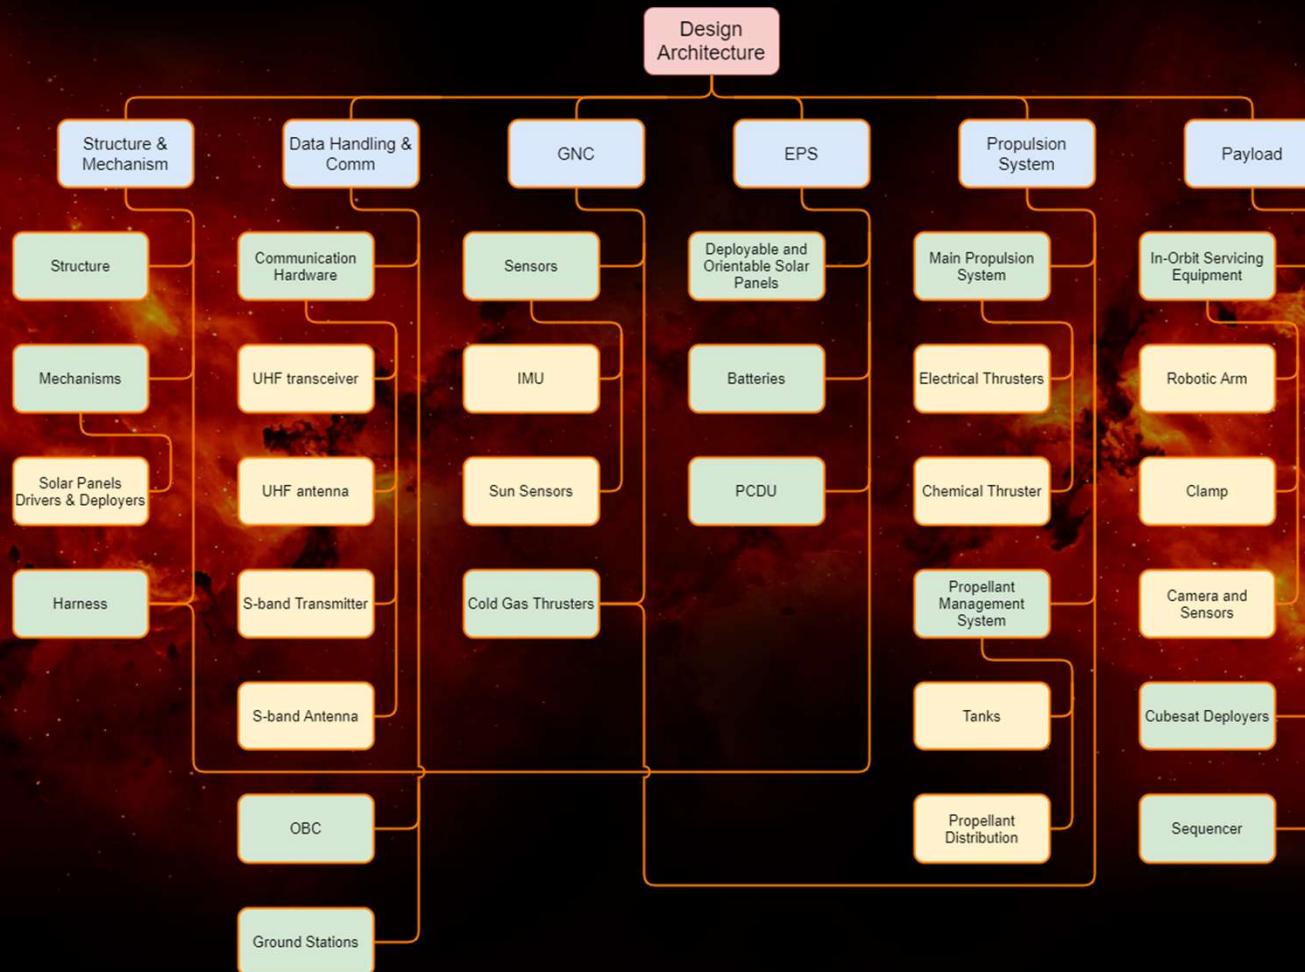 Design
Architecture
Structure &
Mechanism
Data Handling &
Comm
GNC
EPS
Propulsion
System
Payload
Structure
Communication
Hardware
Sensors
Deployable and
Orientable Solar
Panels
Main Propulsion
System
In-Orbit Servicing
Equipment
Mechanisms
UHF transceiver
IMU
Batteries
Electrical Thrusters
Robotic Arm
Solar Panels
Drivers & Deployers
UHF antenna
Sun Sensors
PCDU
Chemical Thruster
Clamp
Harness
S-band Transmitter
Cold Gas Thrusters
Propellant
Management
System
Camera and
Sensors
S-band Antenna
Tanks
Cubesat Deployers
OBC
Propellant
Distribution
Sequencer
Ground Stations